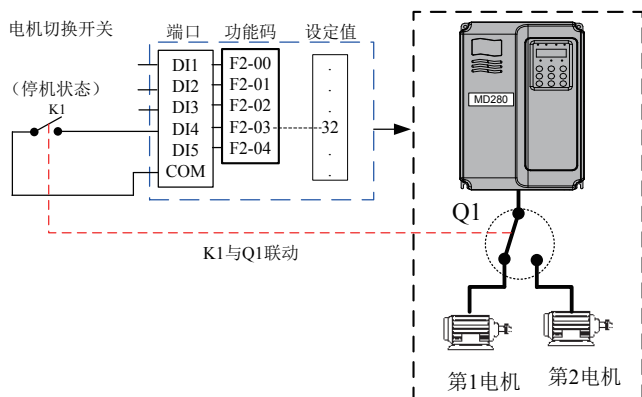 电机切换开关
端口
功能码
设定值
（停机状态）
K1
DI1
DI2
DI3
DI4
DI5
COM
F2-00
F2-01
F2-02
F2-03
F2-04
32
MD280
Q1
K1与Q1联动
第1电机
第2电机